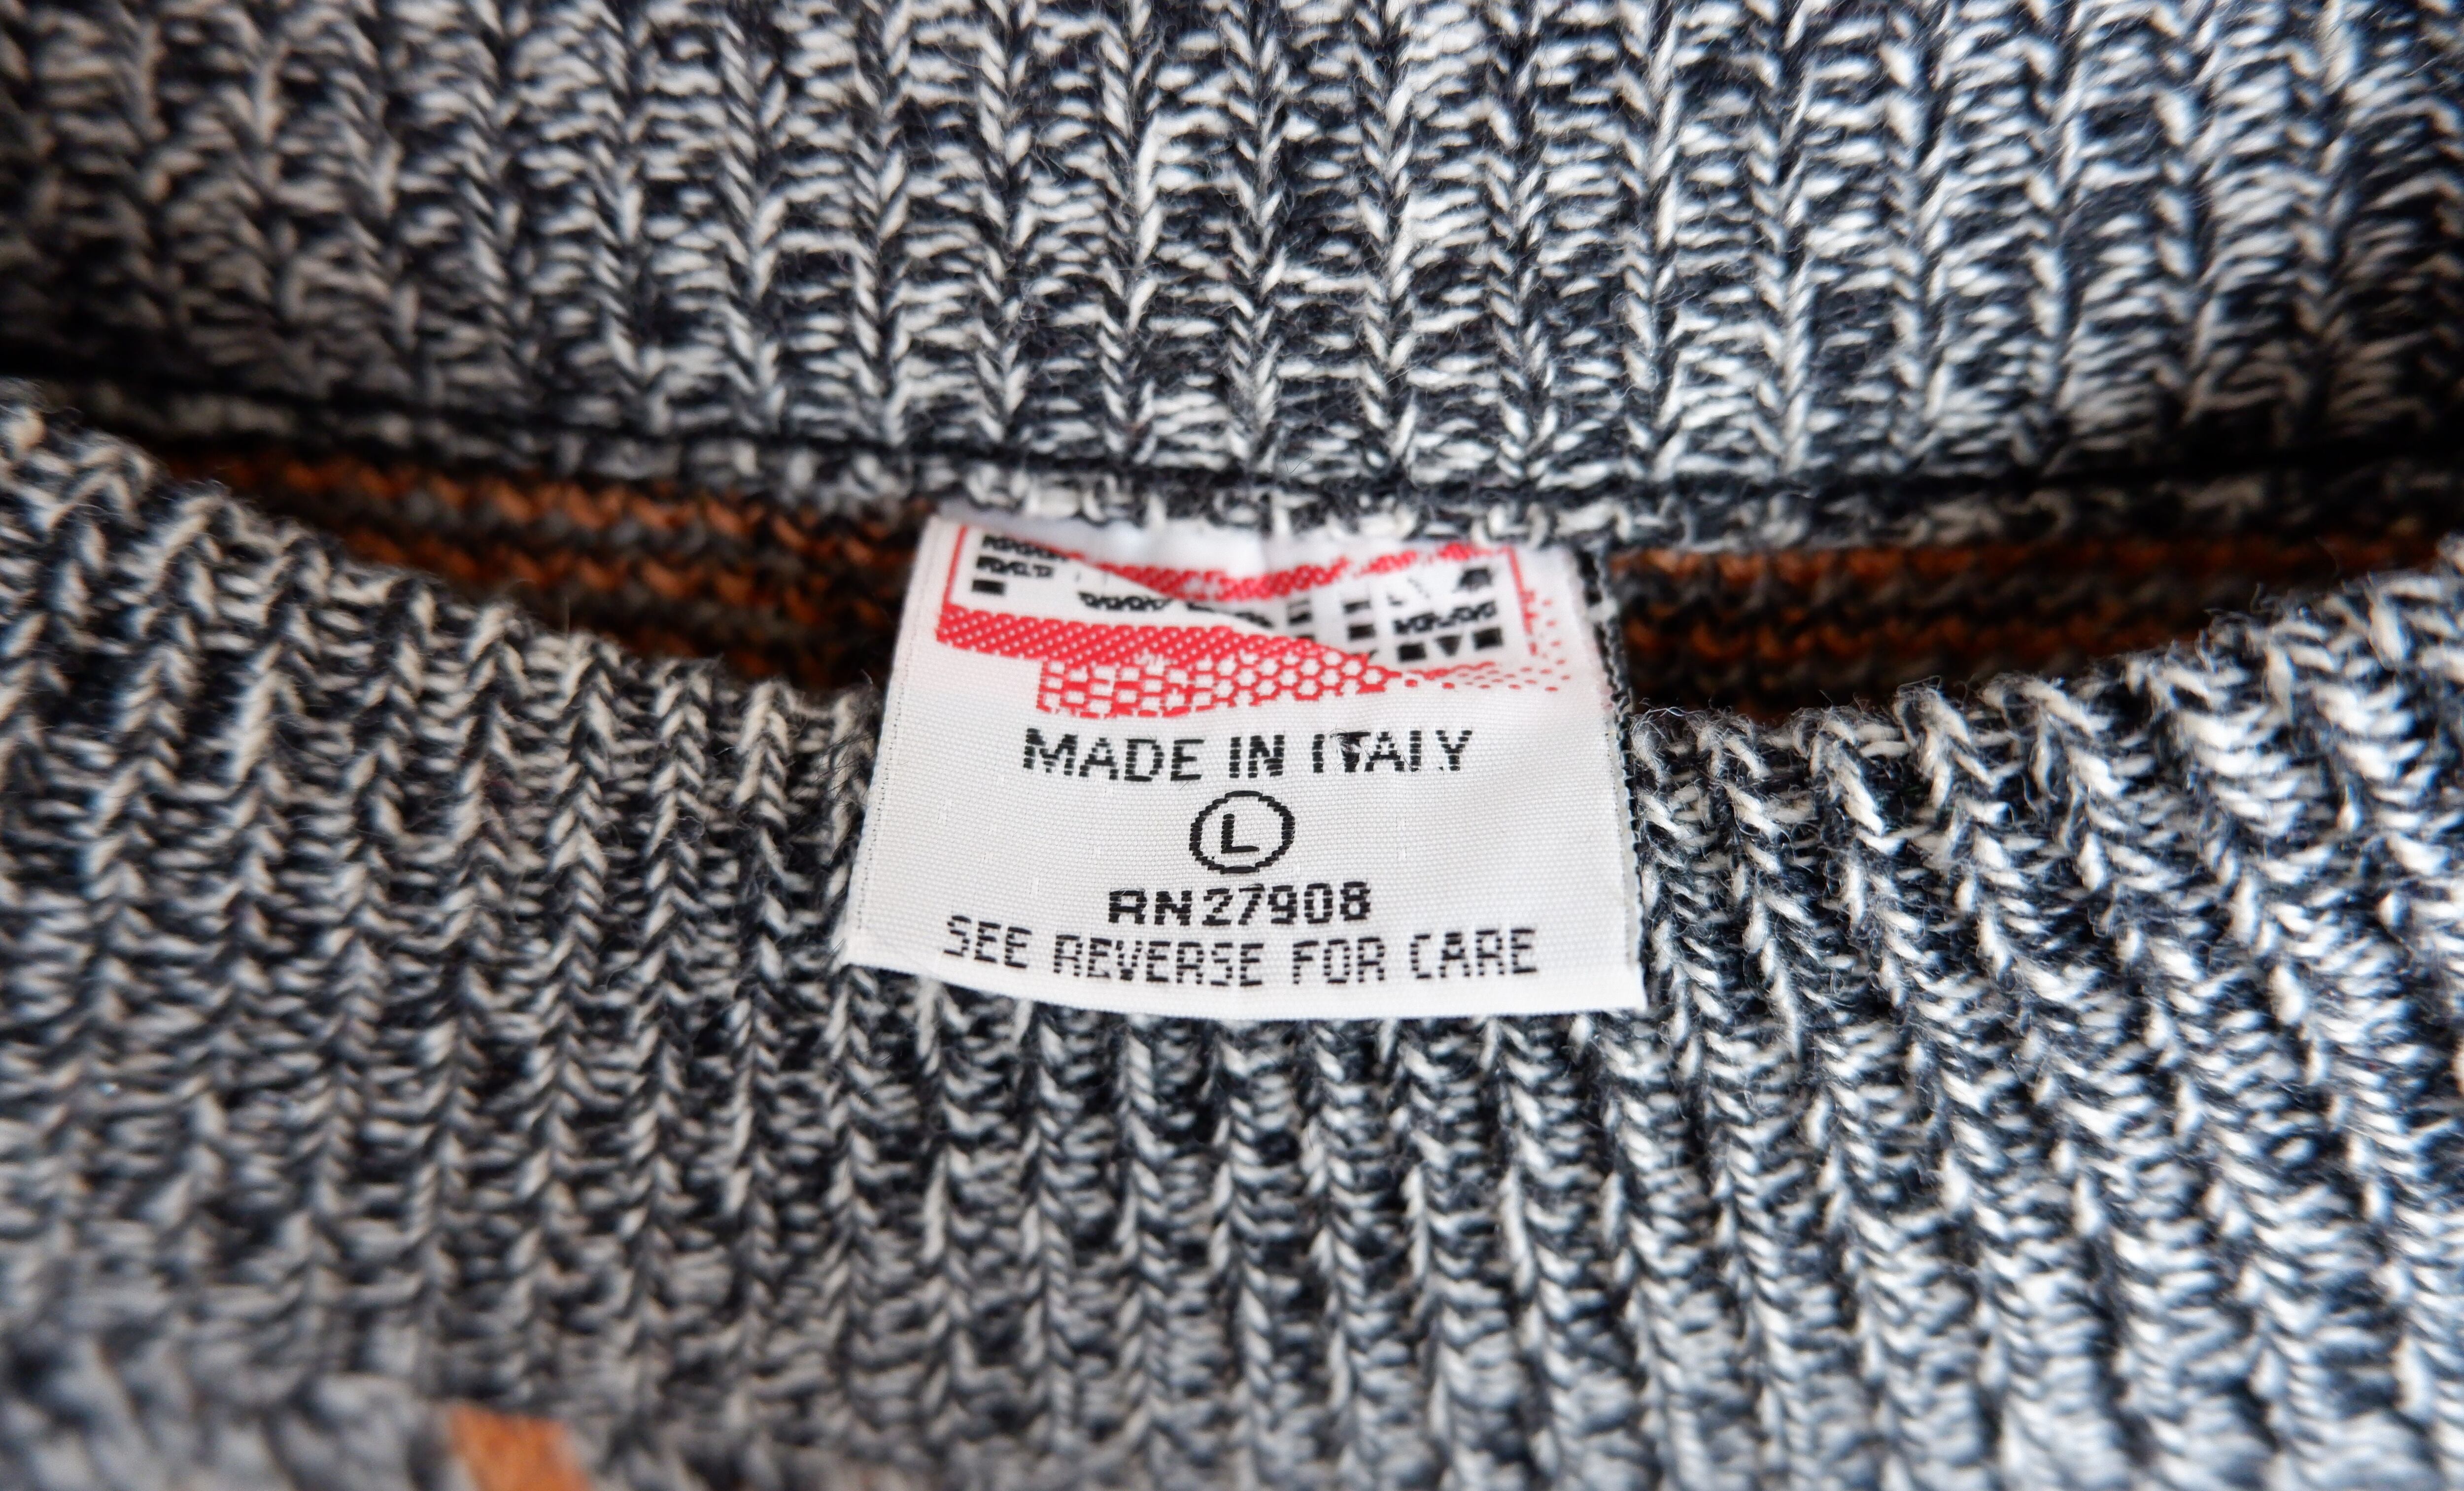 MADE IN ITALY
L
RN27908
SEE REVERSE FOR CARE